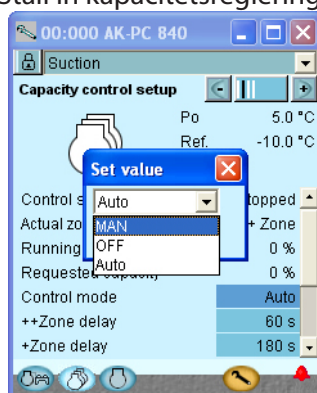 Ställ in kapacitetsreglering
00:000 AK-PC 840
Suction
Capacity control setup
Po 5.0 °C
Ref. -10.0 °C
Set value
Control s topped
Auto
Actual zo + Zone
MAN
Running 0 %
OFF
Requested capacity 0 %
Auto
Control mode Auto
++Zone delay 60 s
+Zone delay 180 s